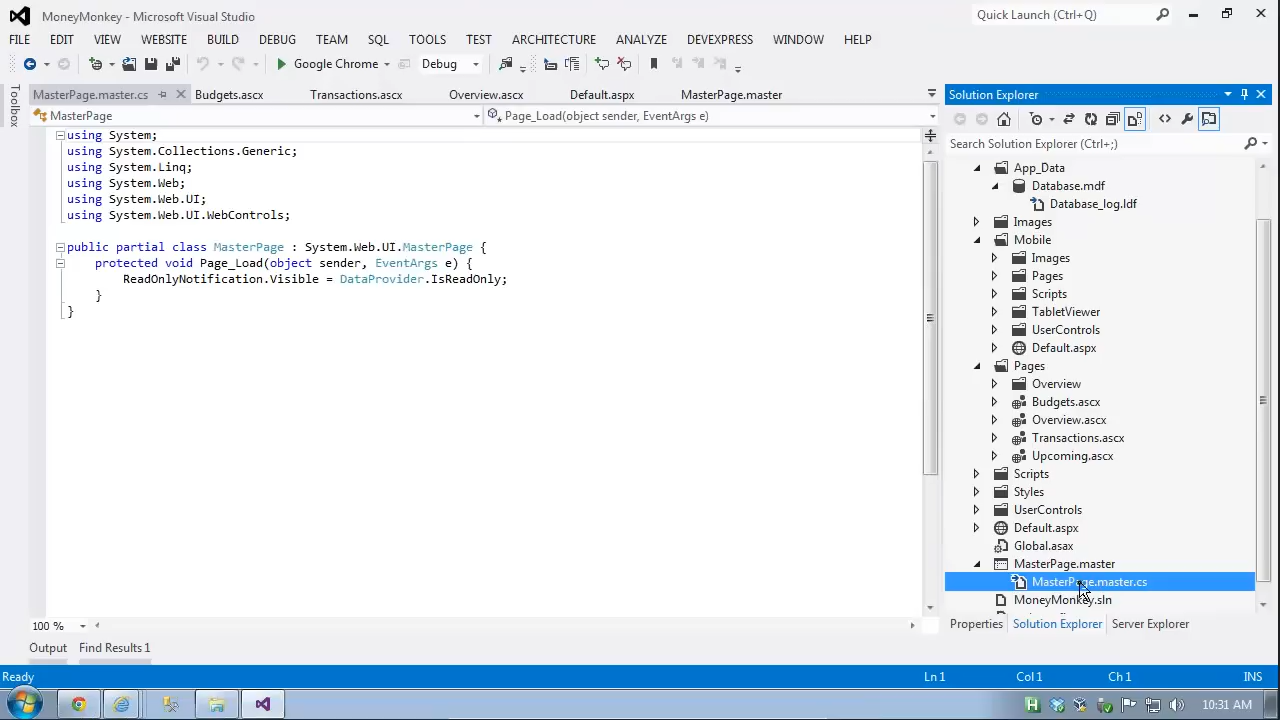 MoneyMonkey - Microsoft Visual Studio
Quick Launch (Ctrl+Q)
FILE EDIT VIEW WEBSITE BUILD DEBUG TEAM SQL TOOLS TEST ARCHITECTURE ANALYZE DEVEXPRESS WINDOW HELP
Google Chrome Debug
MasterPage.master.cs Budgets.ascx Transactions.ascx Overview.ascx Default.aspx MasterPage.master
MasterPage Page_Load(object sender, EventArgs e)
Toolbox
using System;
using System.Collections.Generic;
using System.Linq;
using System.Web;
using System.Web.UI;
using System.Web.UI.WebControls;
public partial class MasterPage : System.Web.UI.MasterPage {
protected void Page_Load(object sender, EventArgs e) {
ReadOnlyNotification.Visible = DataProvider.IsReadOnly;
}
}
100 %
Solution Explorer
Search Solution Explorer (Ctrl+;)
App_Data
Database.mdf
Database_log.ldf
Images
Mobile
Images
Pages
Scripts
TabletViewer
UserControls
Default.aspx
Pages
Overview
Budgets.ascx
Overview.ascx
Transactions.ascx
Upcoming.ascx
Scripts
Styles
UserControls
Default.aspx
Global.asax
MasterPage.master
MasterPage.master.cs
MoneyMonkey.sln
Properties Solution Explorer Server Explorer
Output Find Results 1
Ready Ln 1 Col 1 Ch 1 INS
10:31 AM